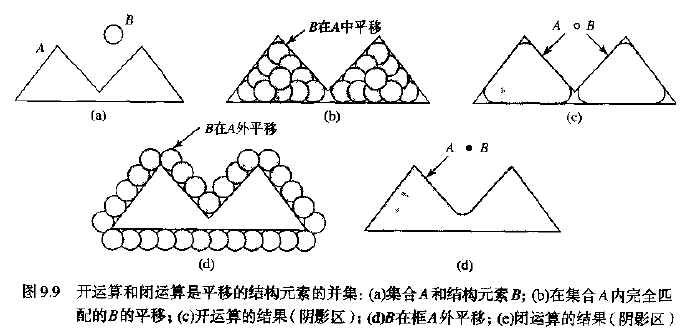 B
A
(a)
B在A中平移
(b)
A ○ B
(c)
B在A外平移
(d)
A ● B
(d)
图9.9 开运算和闭运算是平移的结构元素的并集：(a)集合A和结构元素B；(b)在集合A内完全匹
配的B的平移；(c)开运算的结果（阴影区）；(d)B在框A外平移；(e)闭运算的结果（阴影区）